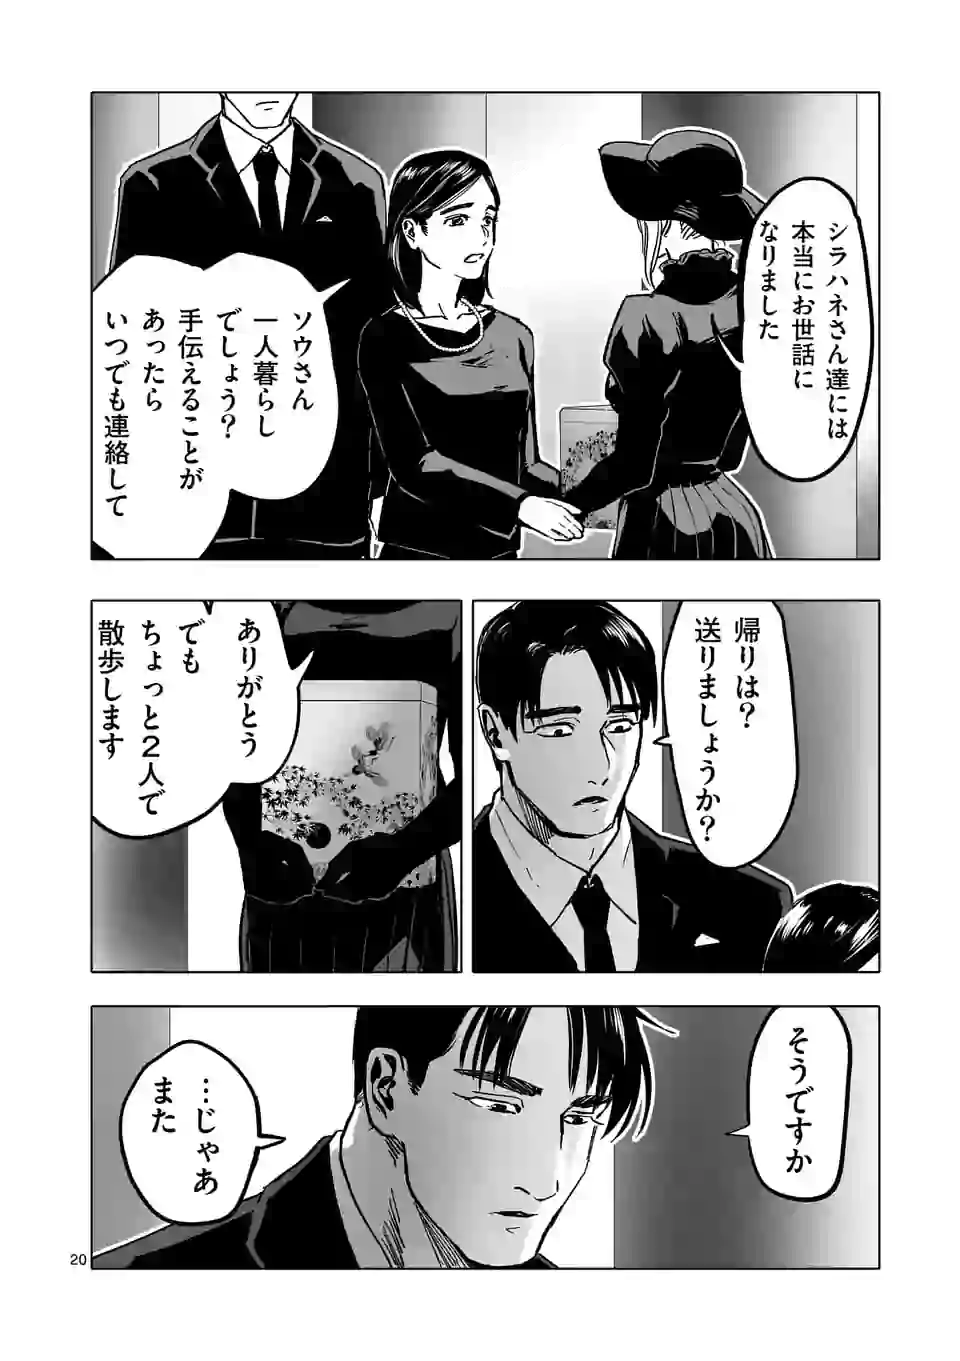 シラハネさん達には
本当にお世話に
なりました
ソウさん
一人暮らし
でしょう?
手伝えることが
あったら
いつでも連絡して
帰りは?
送りましょうか?
ありがとう
でも
ちょっと2人で
散歩します
そうですか
…じゃあ
また
20